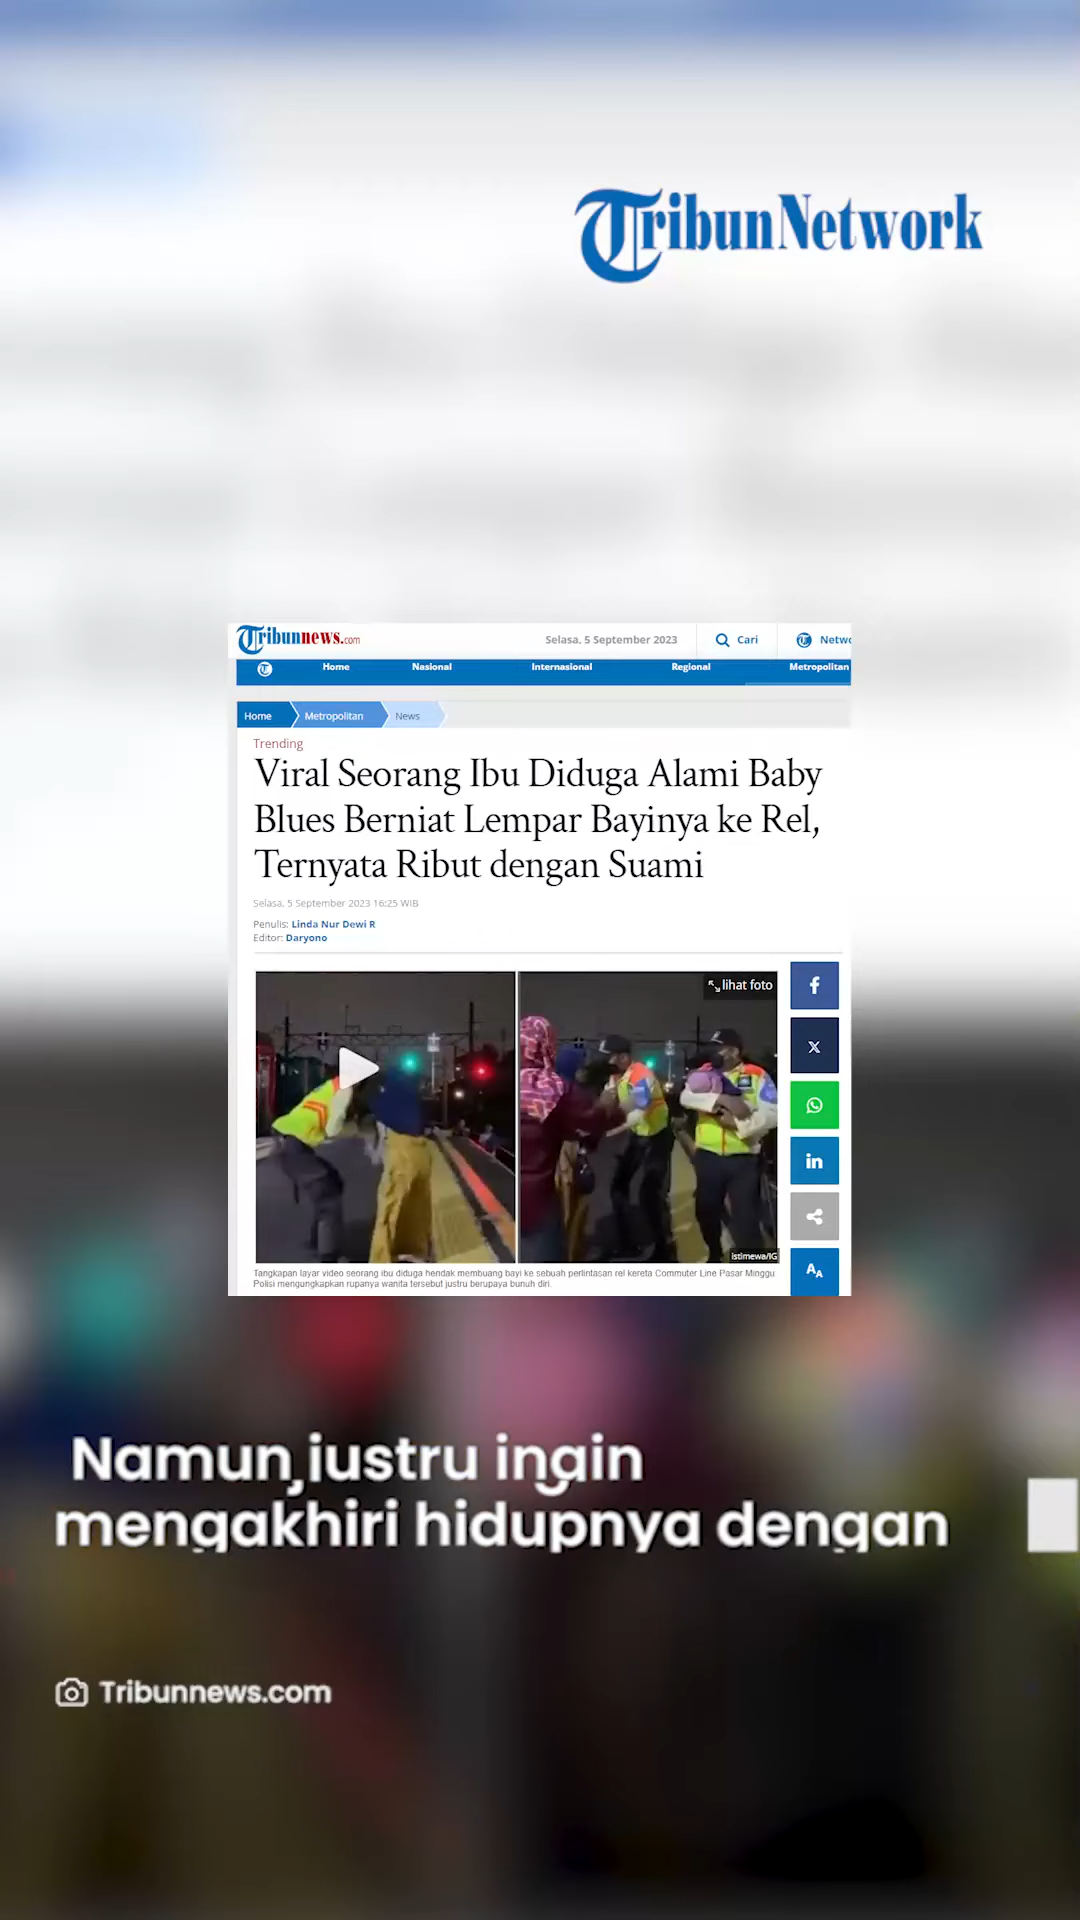 Tribun Network
Tribunnews.com
Selasa, 5 September 2023
Cari
Netwo
Home
Nasional
Internasional
Regional
Metropolitan
Home
Metropolitan
News
Trending
Viral Seorang Ibu Diduga Alami Baby
Blues Berniat Lempar Bayinya ke Rel,
Ternyata Ribut dengan Suami
Selasa, 5 September 2023 16:25 WIB
Penulis: Linda Nur Dewi R
Editor: Daryono
lihat foto
istimewa/IG
Tangkapan layar video seorang ibu diduga hendak membuang bayi ke sebuah perlintasan rel kereta Commuter Line Pasar Minggu
Polisi mengungkapkan rupanya wanita tersebut justru berupaya bunuh diri.
Namun justru ingin
mengakhiri hidupnya dengan
Tribunnews.com